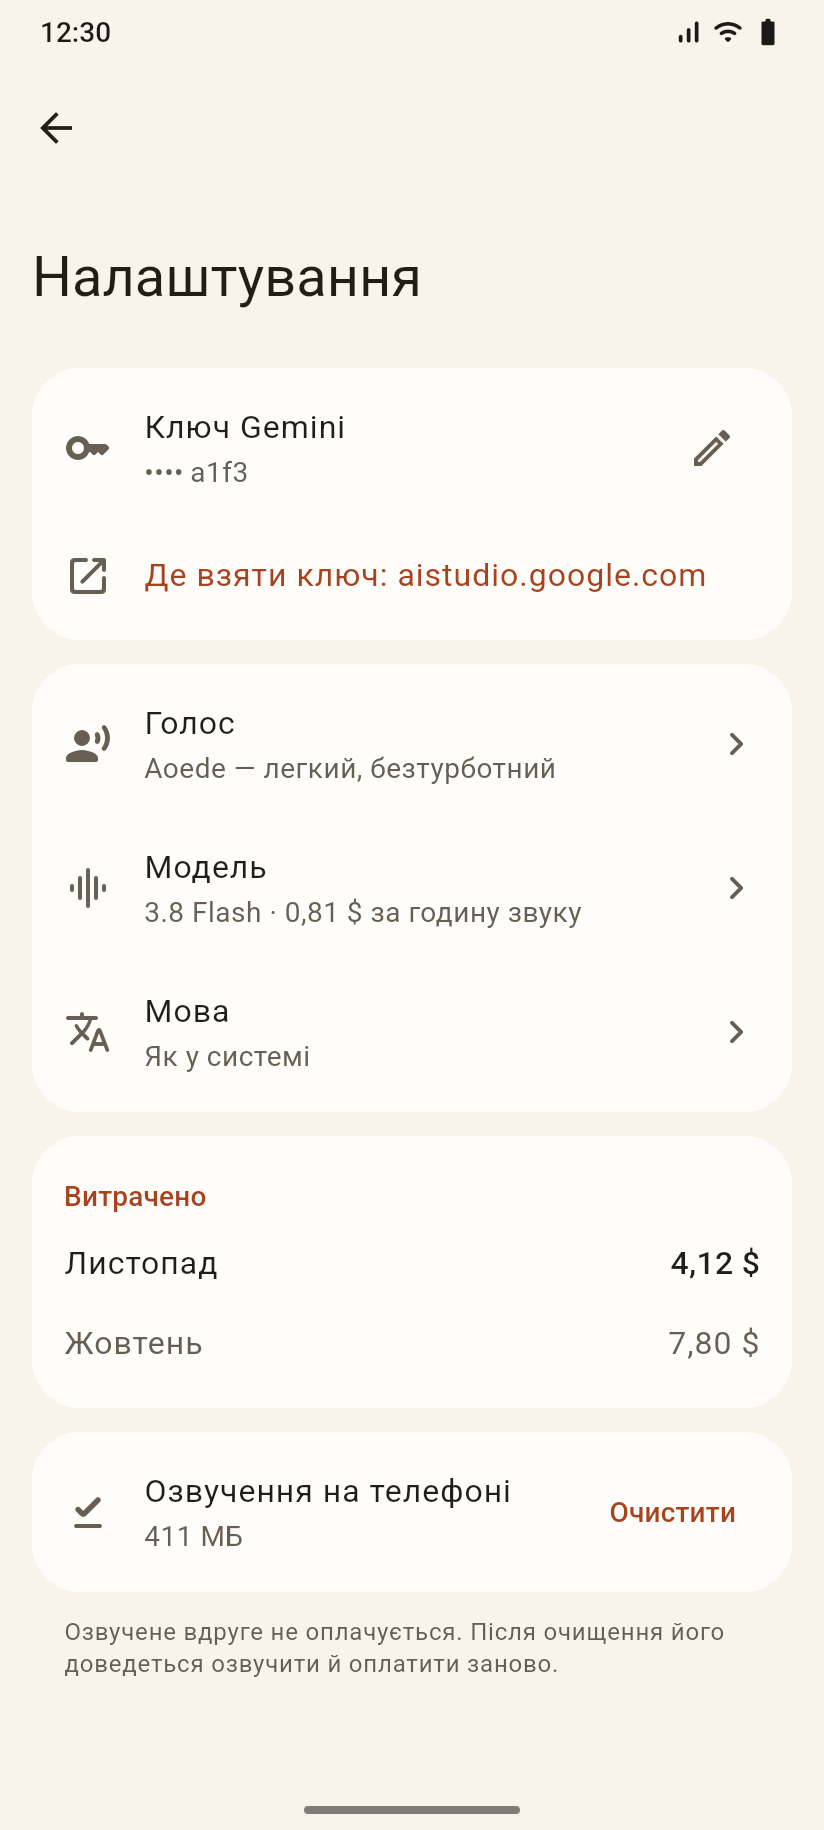 12:30
Налаштування
Ключ Gemini
•••• a1f3
Де взяти ключ: aistudio.google.com
Голос
Aoede — легкий, безтурботний
Модель
3.8 Flash · 0,81 $ за годину звуку
Мова
Як у системі
Витрачено
Листопад 4,12 $
Жовтень 7,80 $
Озвучення на телефоні
411 МБ
Очистити
Озвучене вдруге не оплачується. Після очищення його
доведеться озвучити й оплатити заново.